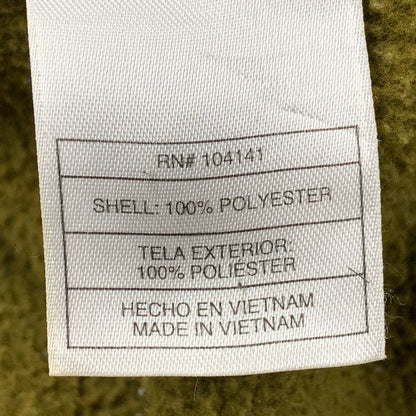 RN# 104141
SHELL: 100% POLYESTER
TELA EXTERIOR:
100% POLIÉSTER
HECHO EN VIETNAM
MADE IN VIETNAM